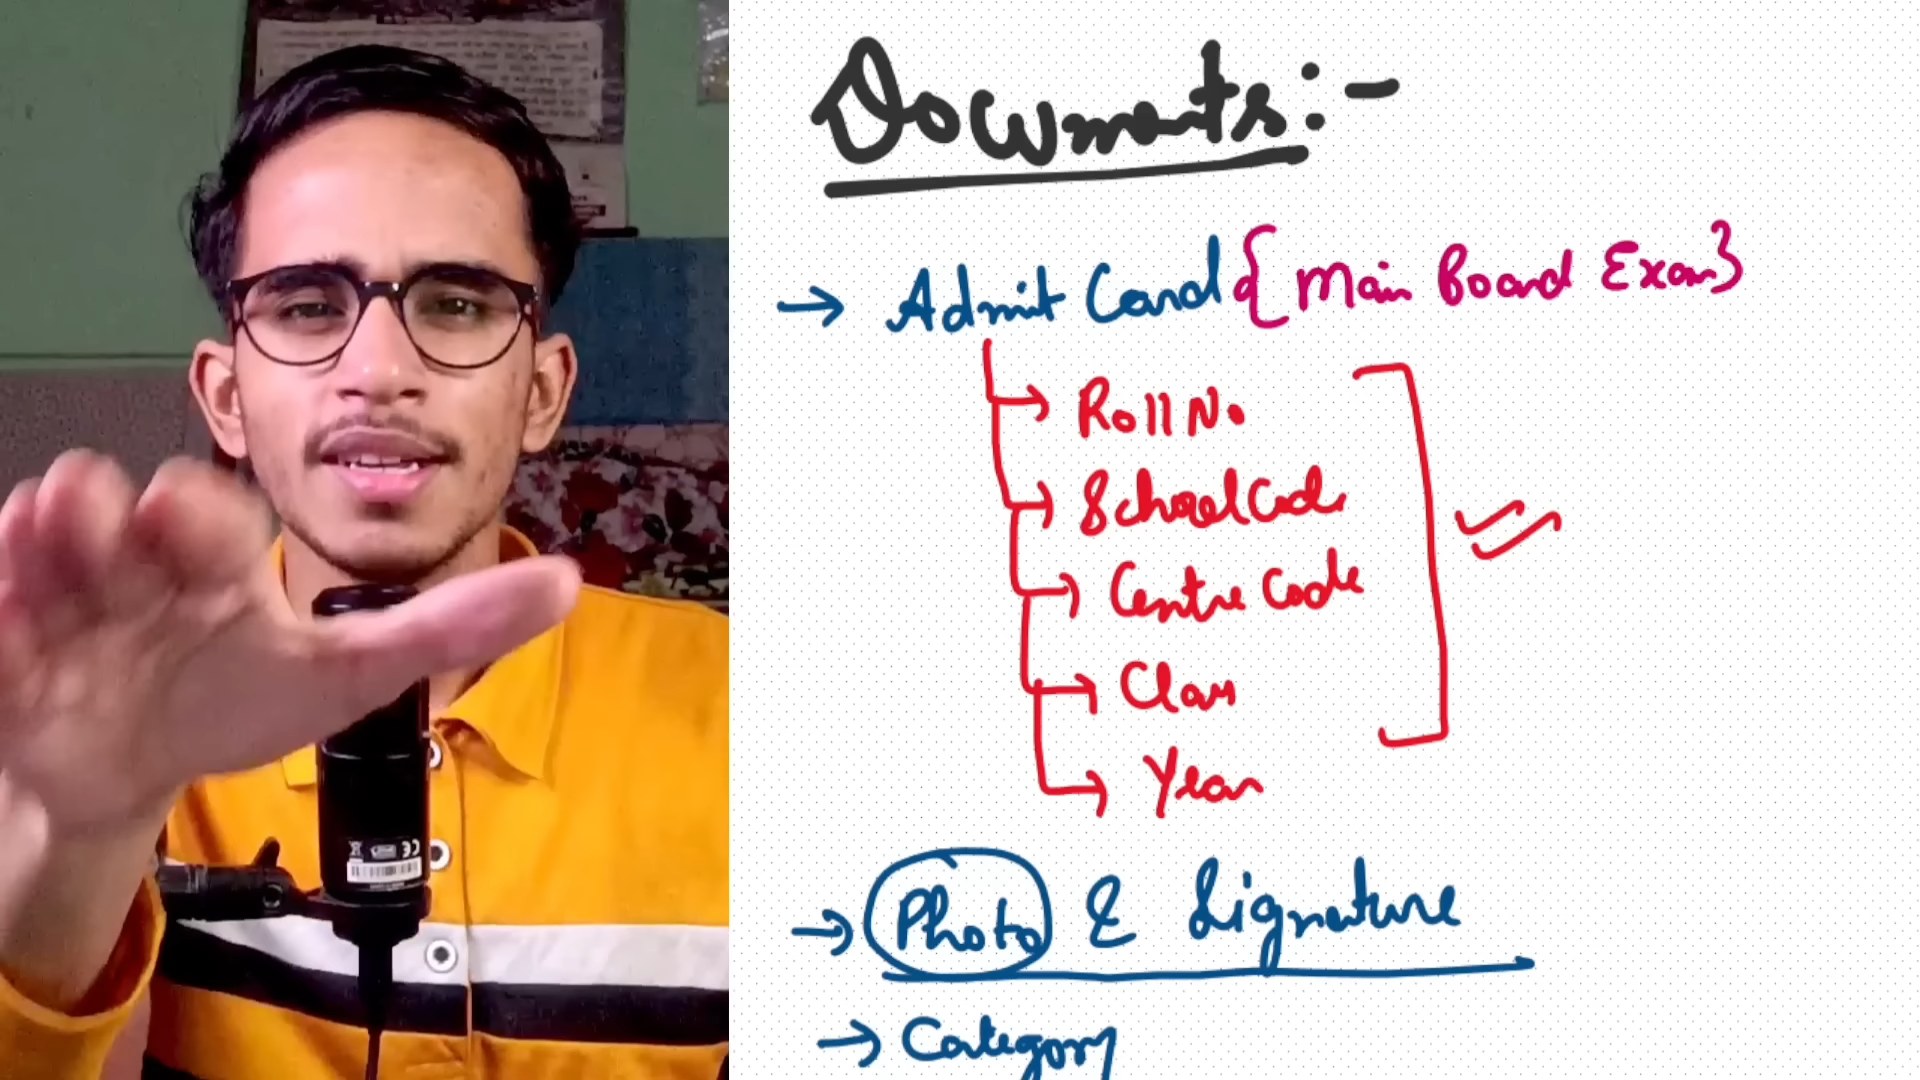 Documents:-
→ Admit Card {Main Board Exam}
→ Roll No
→ School Code
→ Centre Code
→ Class
→ Year
→ Photo & Signature
→ Category